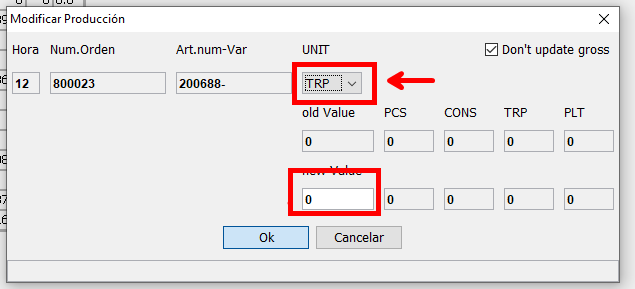 Modificar Producción
Hora Num.Orden Art.num-Var UNIT Don't update gross
12 800023 200688- TRP
old Value PCS CONS TRP PLT
0 0 0 0 0
new Value
0 0 0 0 0
Ok Cancelar